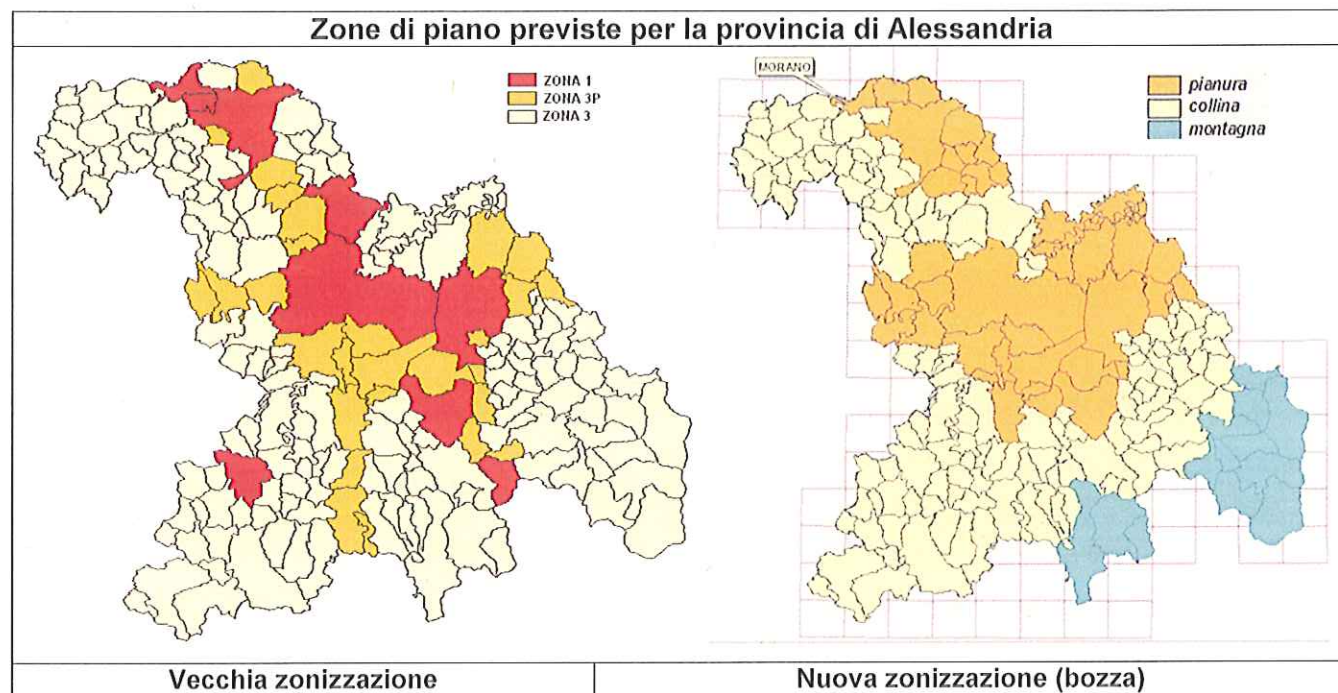 Zone di piano previste per la provincia di Alessandria
ZONA 1
ZONA 3P
ZONA 3
MORANO
pianura
collina
montagna
Vecchia zonizzazione
Nuova zonizzazione (bozza)